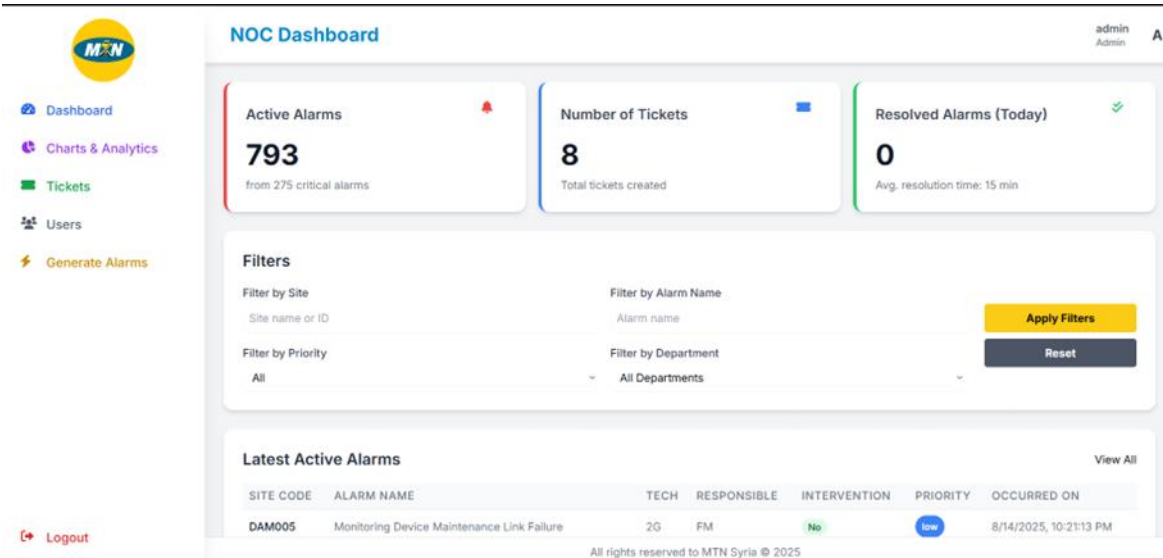 MTN
NOC Dashboard
admin
Admin
A
Dashboard
Charts & Analytics
Tickets
Users
Generate Alarms
Logout
Active Alarms
793
from 275 critical alarms
Number of Tickets
8
Total tickets created
Resolved Alarms (Today)
0
Avg. resolution time: 15 min
Filters
Filter by Site
Site name or ID
Filter by Alarm Name
Alarm name
Apply Filters
Filter by Priority
All
Filter by Department
All Departments
Reset
Latest Active Alarms
View All
SITE CODE ALARM NAME TECH RESPONSIBLE INTERVENTION PRIORITY OCCURRED ON
DAM005 Monitoring Device Maintenance Link Failure 2G FM No low 8/14/2025, 10:21:13 PM
All rights reserved to MTN Syria © 2025